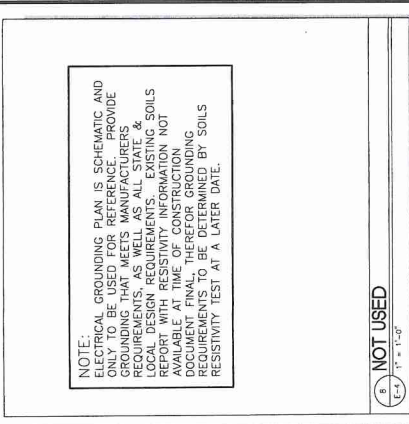 NOTE:
ELECTRICAL GROUNDING PLAN IS SCHEMATIC AND
ONLY TO BE USED FOR REFERENCE. PROVIDE
GROUNDING THAT MEETS MANUFACTURERS
REQUIREMENTS, AS WELL AS ALL STATE &
LOCAL DESIGN REQUIREMENTS. EXISTING SOILS
REPORT WITH RESISTIVITY INFORMATION NOT
AVAILABLE AT TIME OF CONSTRUCTION
DOCUMENT FINAL, THEREFOR GROUNDING
REQUIREMENTS TO BE DETERMINED BY SOILS
RESISTIVITY TEST AT A LATER DATE.
B NOT USED
E-4 1" = 1'-0"